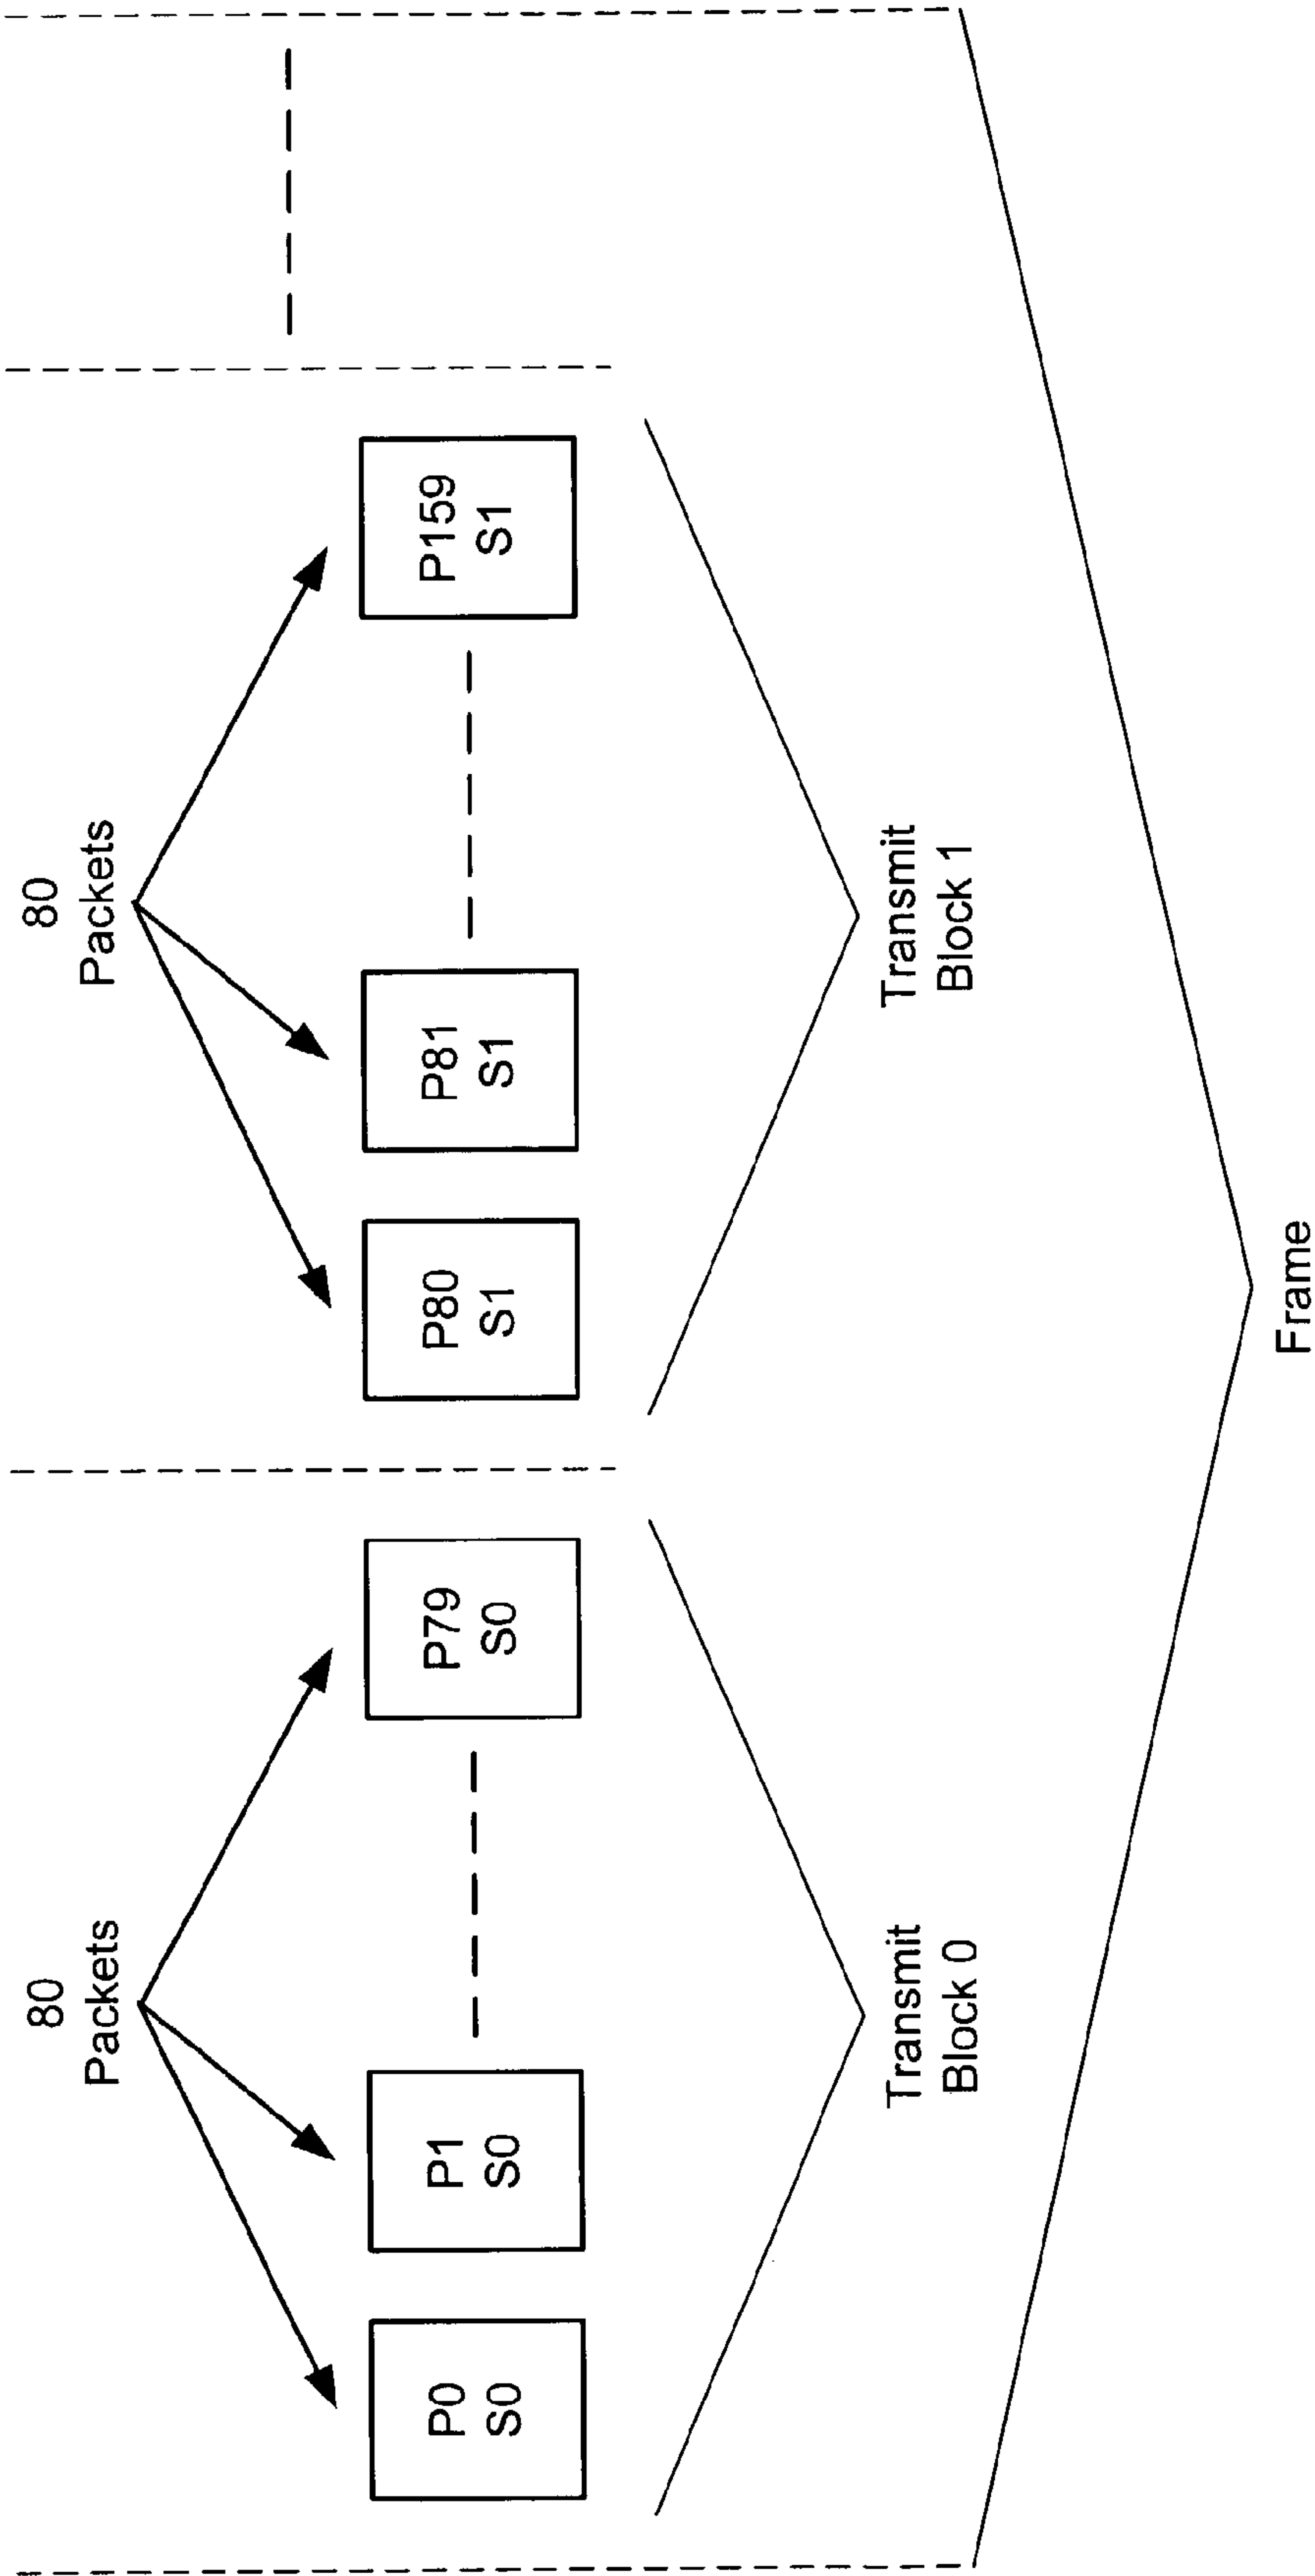 80
Packets
80
Packets
P0
S0
P1
S0
P79
S0
P80
S1
P81
S1
P159
S1
Transmit
Block 0
Transmit
Block 1
Frame